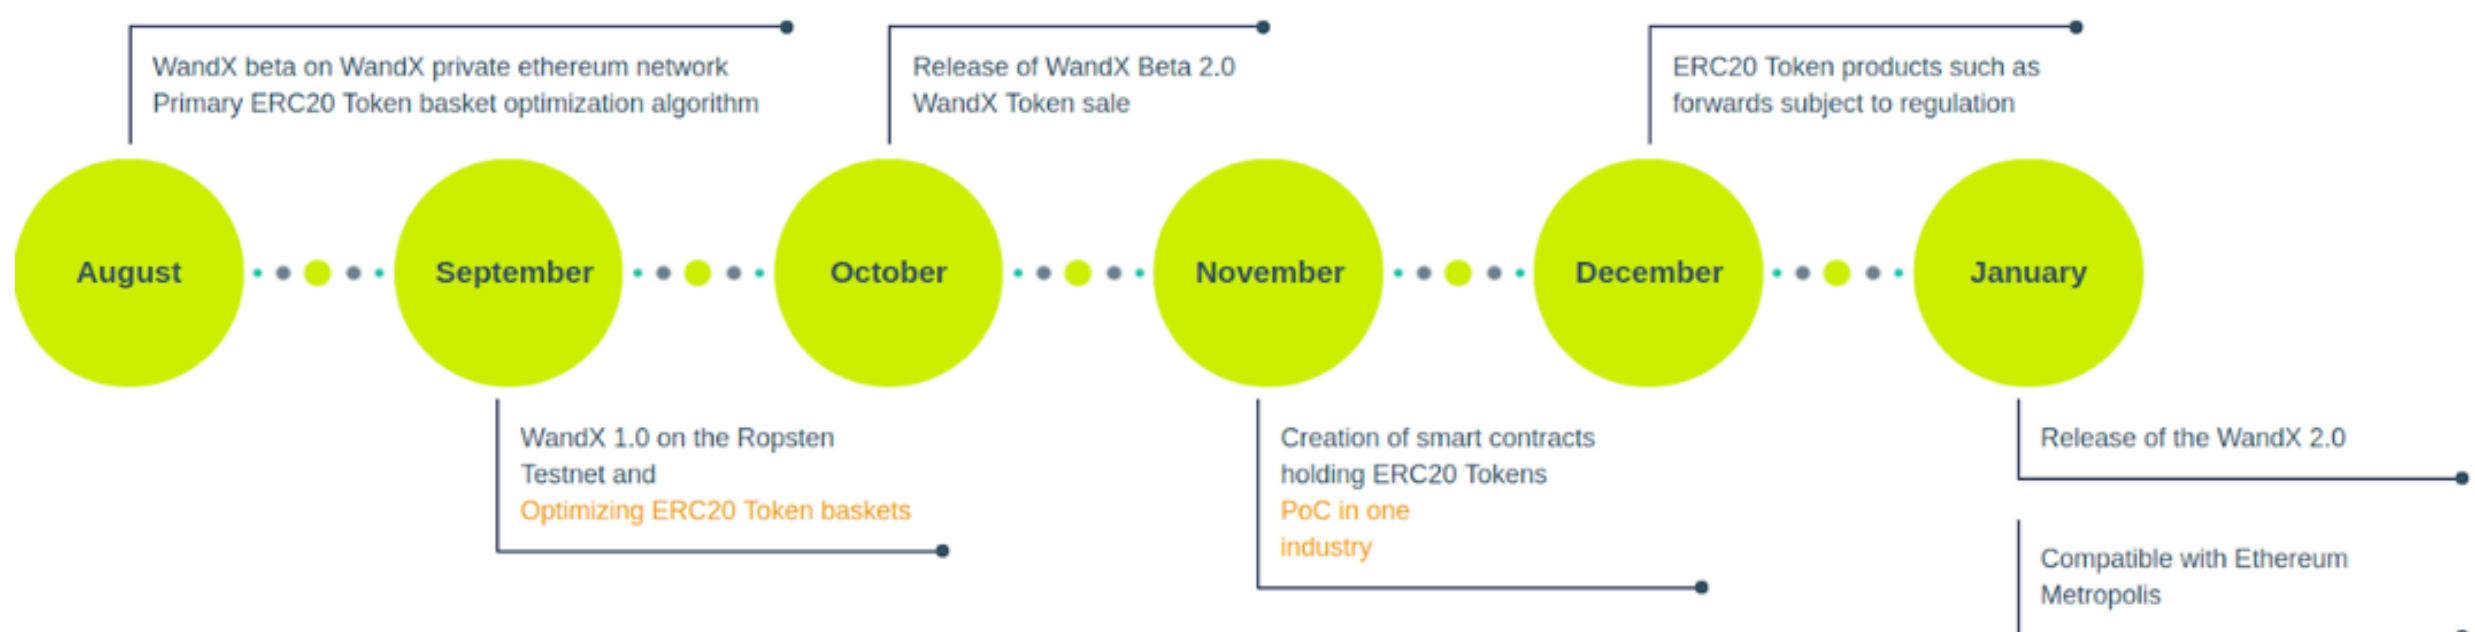 WandX beta on WandX private ethereum network
Primary ERC20 Token basket optimization algorithm
Release of WandX Beta 2.0
WandX Token sale
ERC20 Token products such as
forwards subject to regulation
August
September
October
November
December
January
WandX 1.0 on the Ropsten
Testnet and
Optimizing ERC20 Token baskets
Creation of smart contracts
holding ERC20 Tokens
PoC in one
industry
Release of the WandX 2.0
Compatible with Ethereum
Metropolis